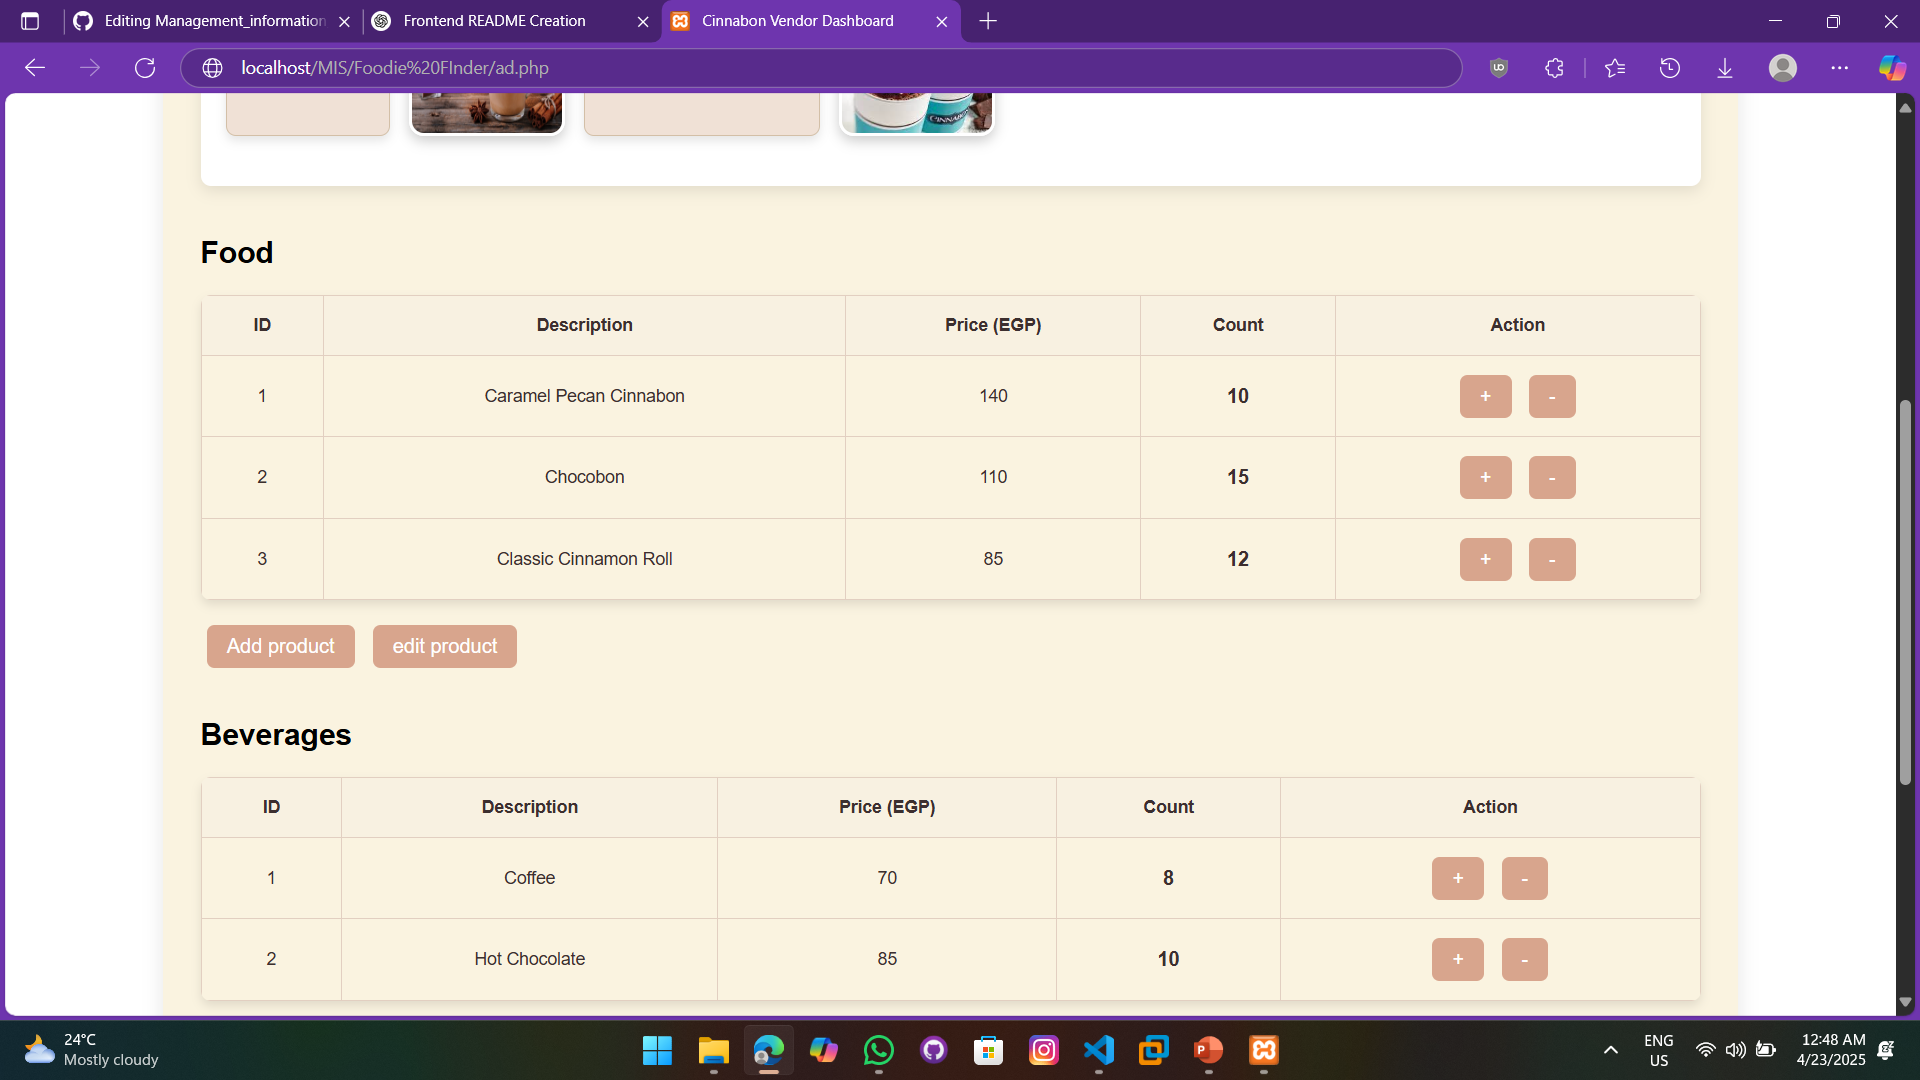 Editing Management_information
Frontend README Creation
Cinnabon Vendor Dashboard
localhost/MIS/Foodie%20FInder/ad.php
CINNAB
Food
ID Description Price (EGP) Count Action
1 Caramel Pecan Cinnabon 140 10 + -
2 Chocobon 110 15 + -
3 Classic Cinnamon Roll 85 12 + -
Add product edit product
Beverages
ID Description Price (EGP) Count Action
1 Coffee 70 8 + -
2 Hot Chocolate 85 10 + -
24°C
Mostly cloudy
ENG
US
12:48 AM
4/23/2025